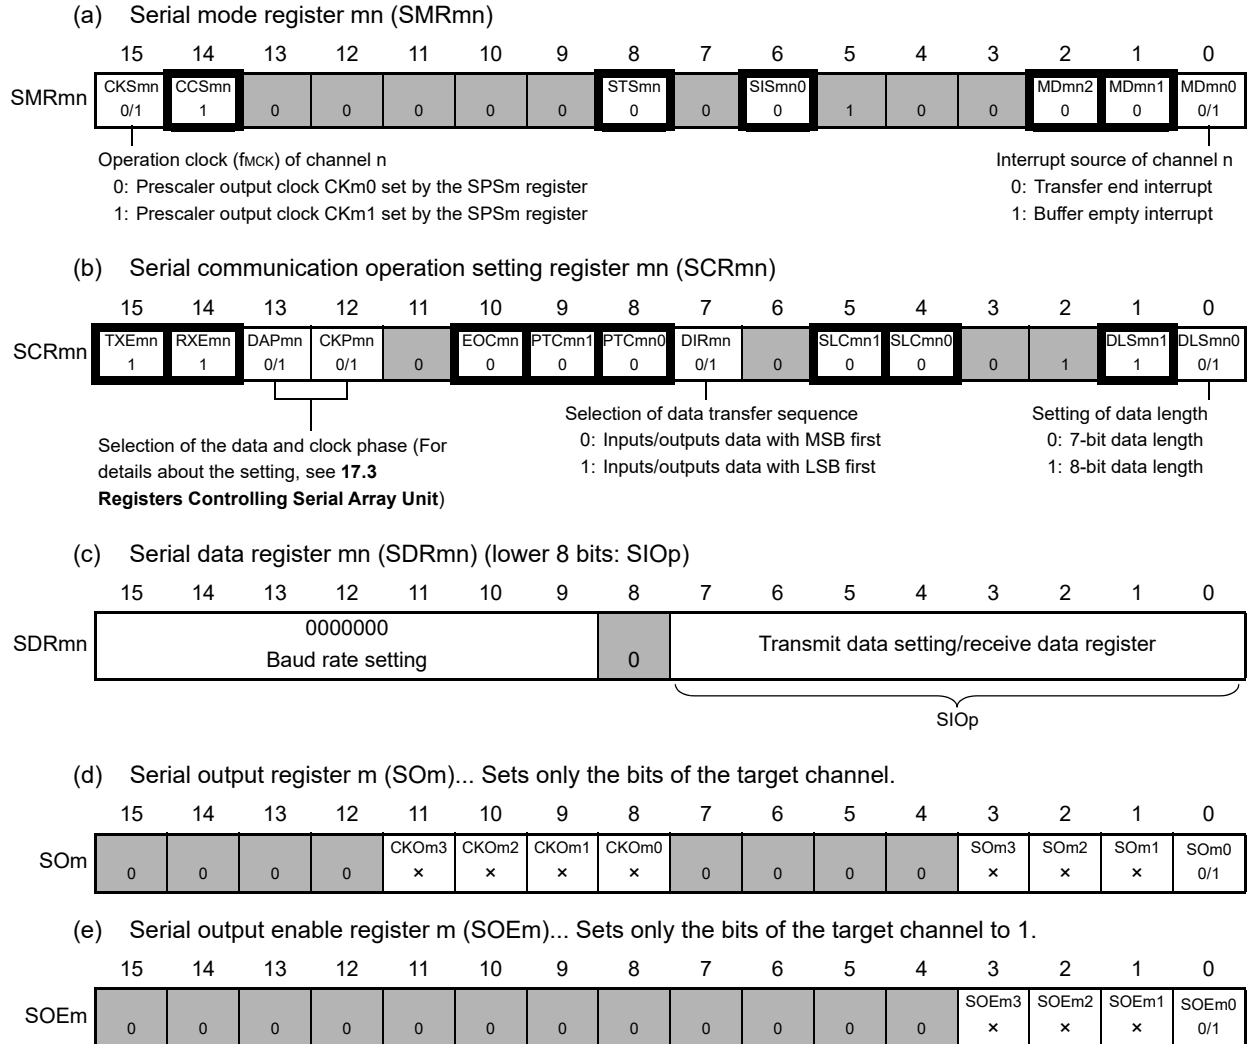 (a) Serial mode register mn (SMRmn)
15 14 13 12 11 10 9 8 7 6 5 4 3 2 1 0
SMRmn CKSmn CCSmn STSmn SISmn0 MDmn2 MDmn1 MDmn0
0/1 1 0 0 0 0 0 0 0 0 1 0 0 0 0 0/1
Operation clock (fMCK) of channel n
0: Prescaler output clock CKm0 set by the SPSm register
1: Prescaler output clock CKm1 set by the SPSm register
Interrupt source of channel n
0: Transfer end interrupt
1: Buffer empty interrupt
(b) Serial communication operation setting register mn (SCRmn)
15 14 13 12 11 10 9 8 7 6 5 4 3 2 1 0
SCRmn TXEmn RXEmn DAPmn CKPmn EOCmn PTCmn1 PTCmn0 DIRmn SLCmn1 SLCmn0 DLSmn1 DLSmn0
1 1 0/1 0/1 0 0 0 0 0/1 0 0 0 0 1 1 0/1
Selection of the data and clock phase (For
details about the setting, see 17.3
Registers Controlling Serial Array Unit)
Selection of data transfer sequence
0: Inputs/outputs data with MSB first
1: Inputs/outputs data with LSB first
Setting of data length
0: 7-bit data length
1: 8-bit data length
(c) Serial data register mn (SDRmn) (lower 8 bits: SIOp)
15 14 13 12 11 10 9 8 7 6 5 4 3 2 1 0
SDRmn 0000000
Baud rate setting 0 Transmit data setting/receive data register
SIOp
(d) Serial output register m (SOm)... Sets only the bits of the target channel.
15 14 13 12 11 10 9 8 7 6 5 4 3 2 1 0
SOm CKOm3 CKOm2 CKOm1 CKOm0 SOm3 SOm2 SOm1 SOm0
0 0 0 0 × × × × 0 0 0 0 × × × 0/1
(e) Serial output enable register m (SOEm)... Sets only the bits of the target channel to 1.
15 14 13 12 11 10 9 8 7 6 5 4 3 2 1 0
SOEm SOEm3 SOEm2 SOEm1 SOEm0
0 0 0 0 0 0 0 0 0 0 0 0 × × × 0/1